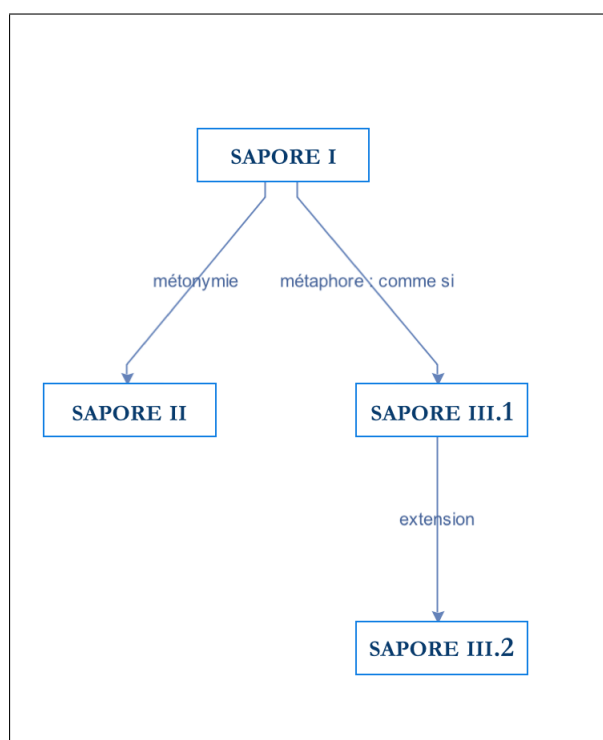 SAPORE I
métonymie
métaphore : comme si
SAPORE II
SAPORE III.1
extension
SAPORE III.2